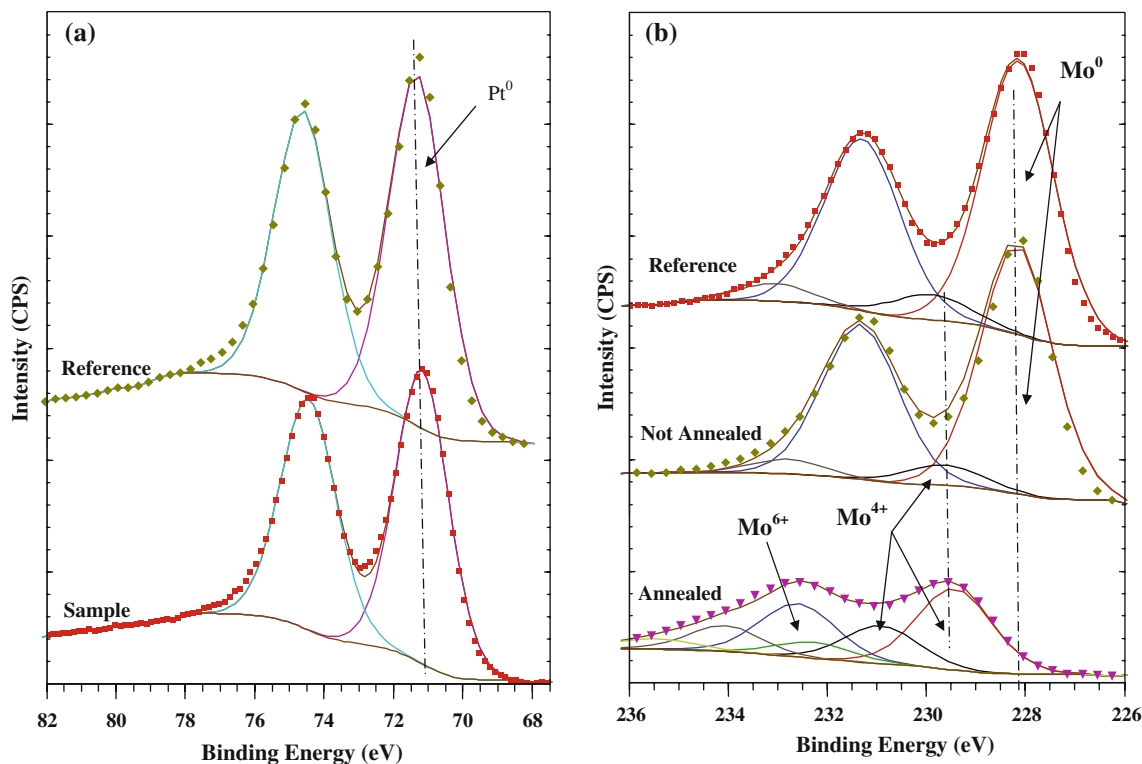 (a)
Pt⁰
Reference
Sample
Intensity (CPS)
82 80 78 76 74 72 70 68
Binding Energy (eV)
(b)
Mo⁰
Reference
Not Annealed
Mo⁶⁺
Mo⁴⁺
Annealed
Intensity (CPS)
236 234 231 230 228 226
Binding Energy (eV)